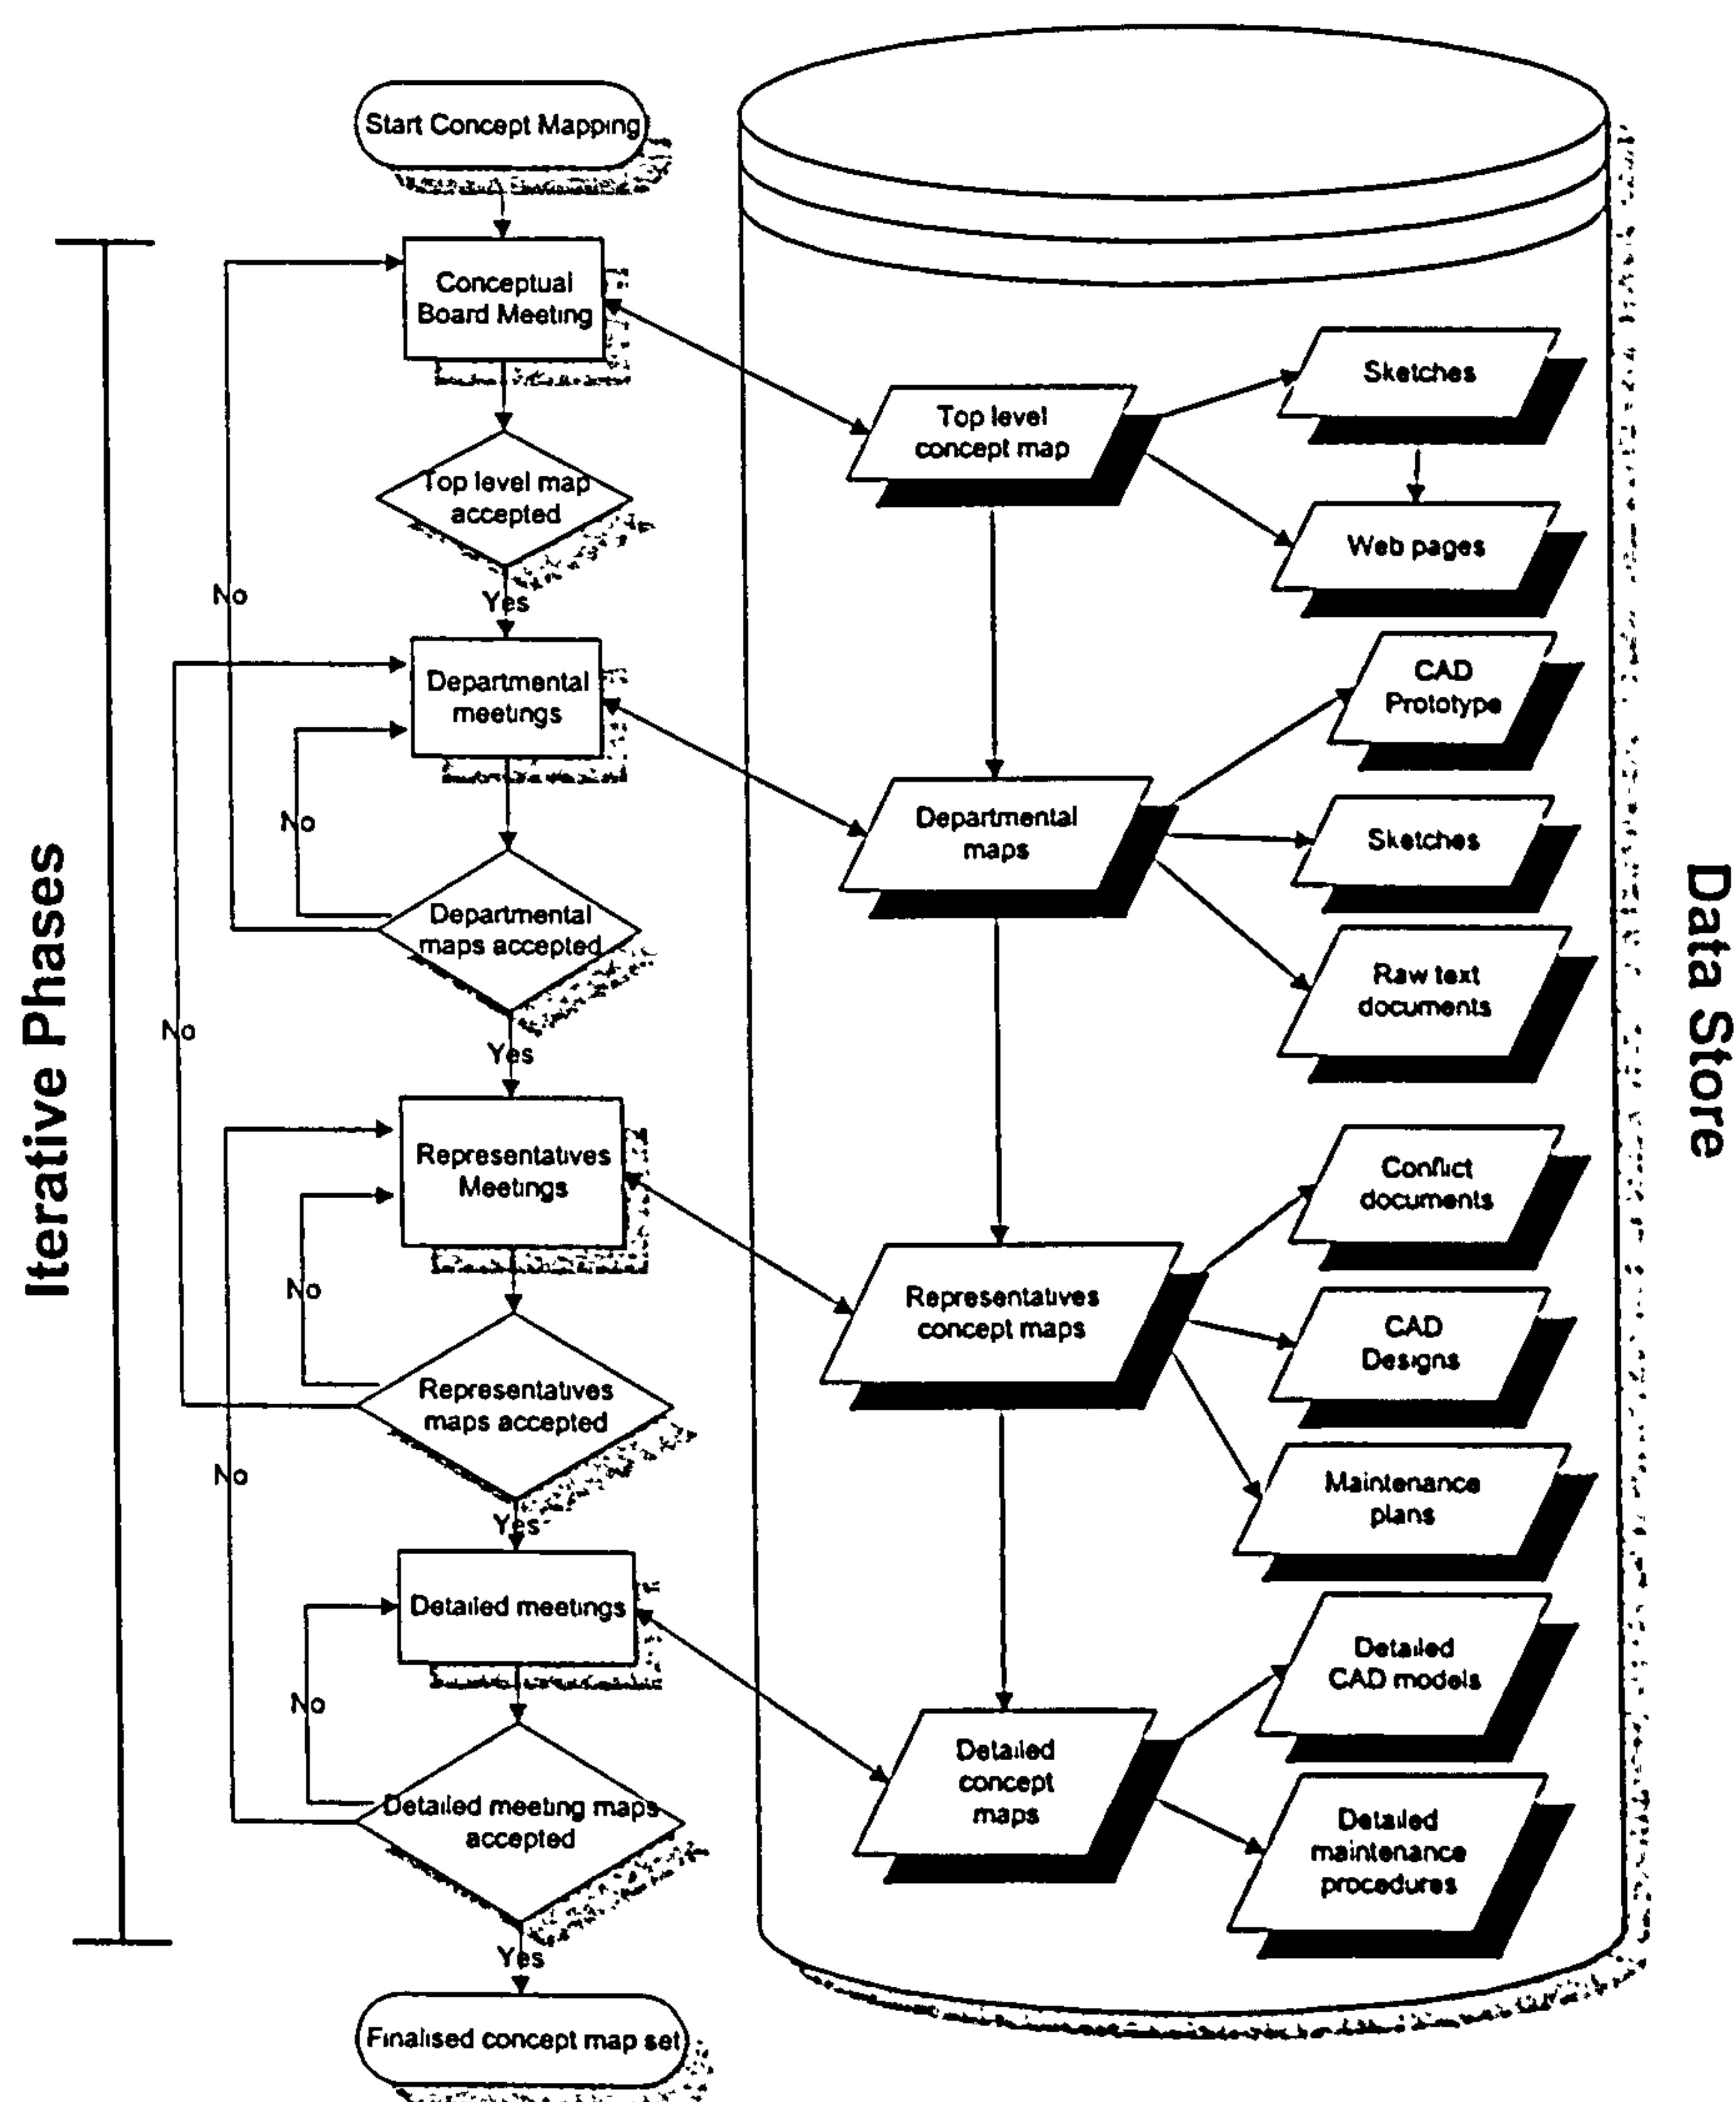 Start Concept Mapping
Conceptual
Board Meeting
Top level map
accepted
No
Yes
Departmental
meetings
No
Departmental
maps accepted
No
Yes
Representatives
Meetings
No
Representatives
maps accepted
No
Yes
Detailed meetings
No
Detailed meeting maps
accepted
Yes
Finalised concept map set
Iterative Phases
Top level
concept map
Sketches
Web pages
CAD
Prototype
Departmental
maps
Sketches
Raw text
documents
Conflict
documents
Representatives
concept maps
CAD
Designs
Maintenance
plans
Detailed
CAD models
Detailed
concept
maps
Detailed
maintenance
procedures
Data Store